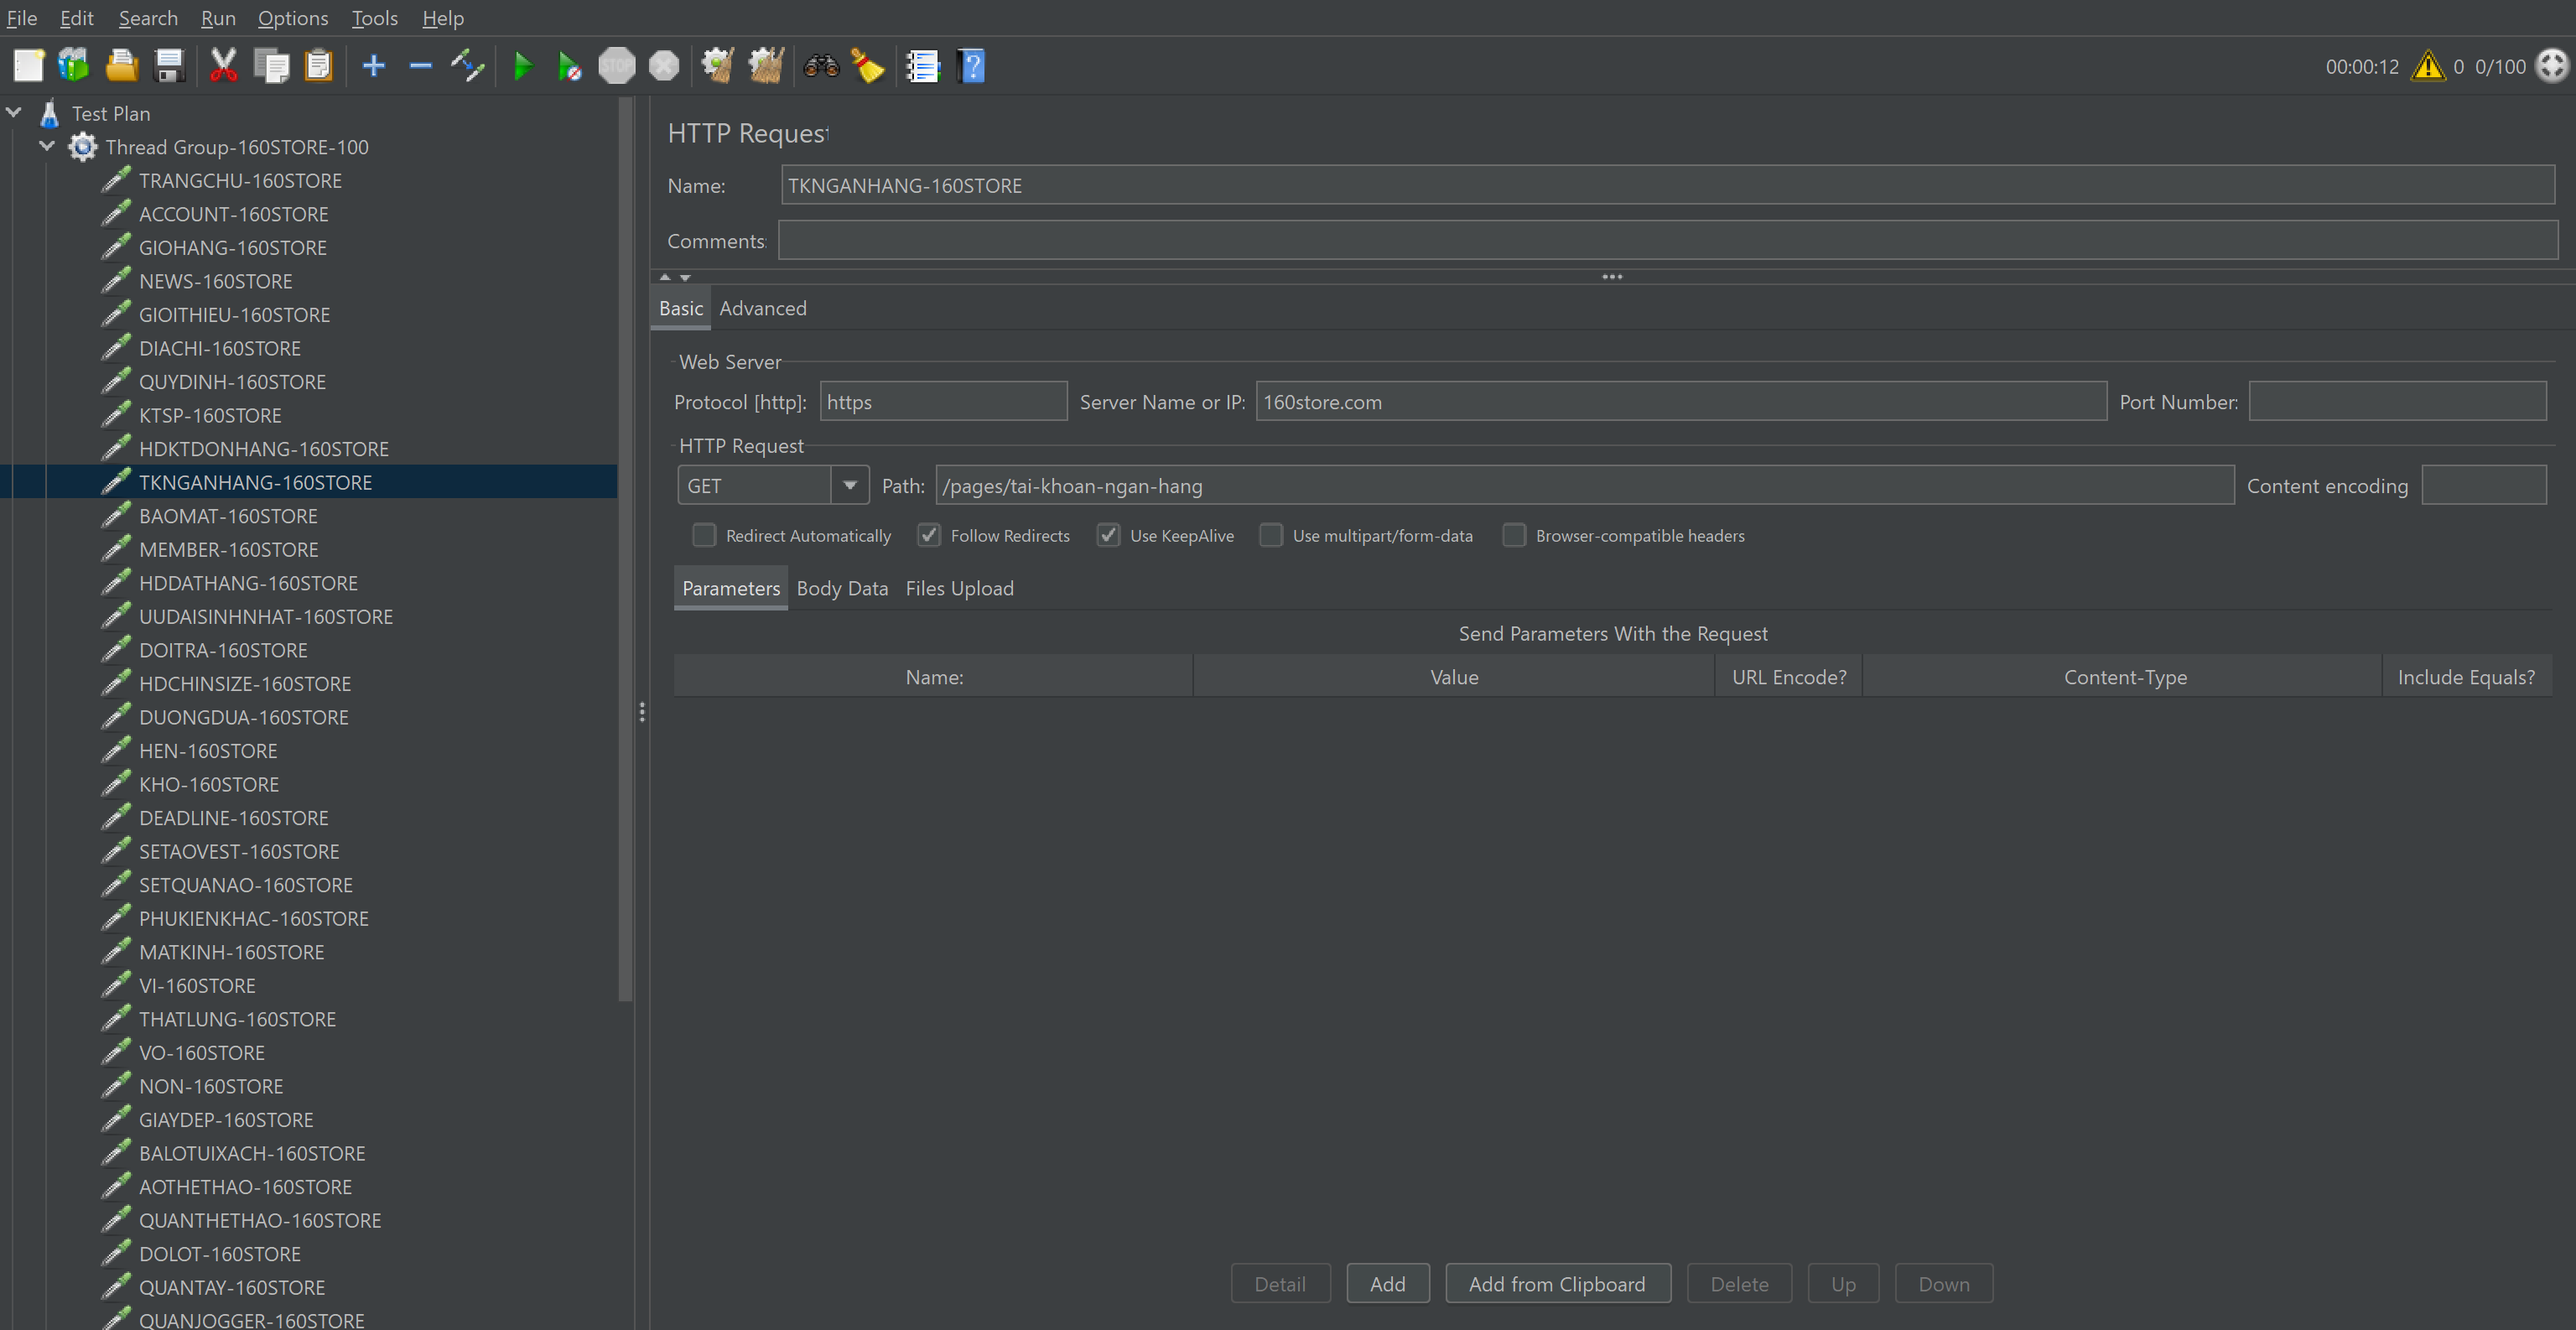 File Edit Search Run Options Tools Help
STOP
00:00:12 0 0/100
Test Plan
Thread Group-160STORE-100
TRANGCHU-160STORE
ACCOUNT-160STORE
GIOHANG-160STORE
NEWS-160STORE
GIOITHIEU-160STORE
DIACHI-160STORE
QUYDINH-160STORE
KTSP-160STORE
HDKTDONHANG-160STORE
TKNGANHANG-160STORE
BAOMAT-160STORE
MEMBER-160STORE
HDDATHANG-160STORE
UUDAISINHNHAT-160STORE
DOITRA-160STORE
HDCHINSIZE-160STORE
DUONGDUA-160STORE
HEN-160STORE
KHO-160STORE
DEADLINE-160STORE
SETAOVEST-160STORE
SETQUANAO-160STORE
PHUKIENKHAC-160STORE
MATKINH-160STORE
VI-160STORE
THATLUNG-160STORE
VO-160STORE
NON-160STORE
GIAYDEP-160STORE
BALOTUIXACH-160STORE
AOTHETHAO-160STORE
QUANTHETHAO-160STORE
DOLOT-160STORE
QUANTAY-160STORE
QUANJOGGER-160STORE
HTTP Request
Name: TKNGANHANG-160STORE
Comments:
Basic Advanced
Web Server
Protocol [http]: https Server Name or IP: 160store.com Port Number:
HTTP Request
GET Path: /pages/tai-khoan-ngan-hang Content encoding
Redirect Automatically Follow Redirects Use KeepAlive Use multipart/form-data Browser-compatible headers
Parameters Body Data Files Upload
Send Parameters With the Request
Name: Value URL Encode? Content-Type Include Equals?
Detail Add Add from Clipboard Delete Up Down